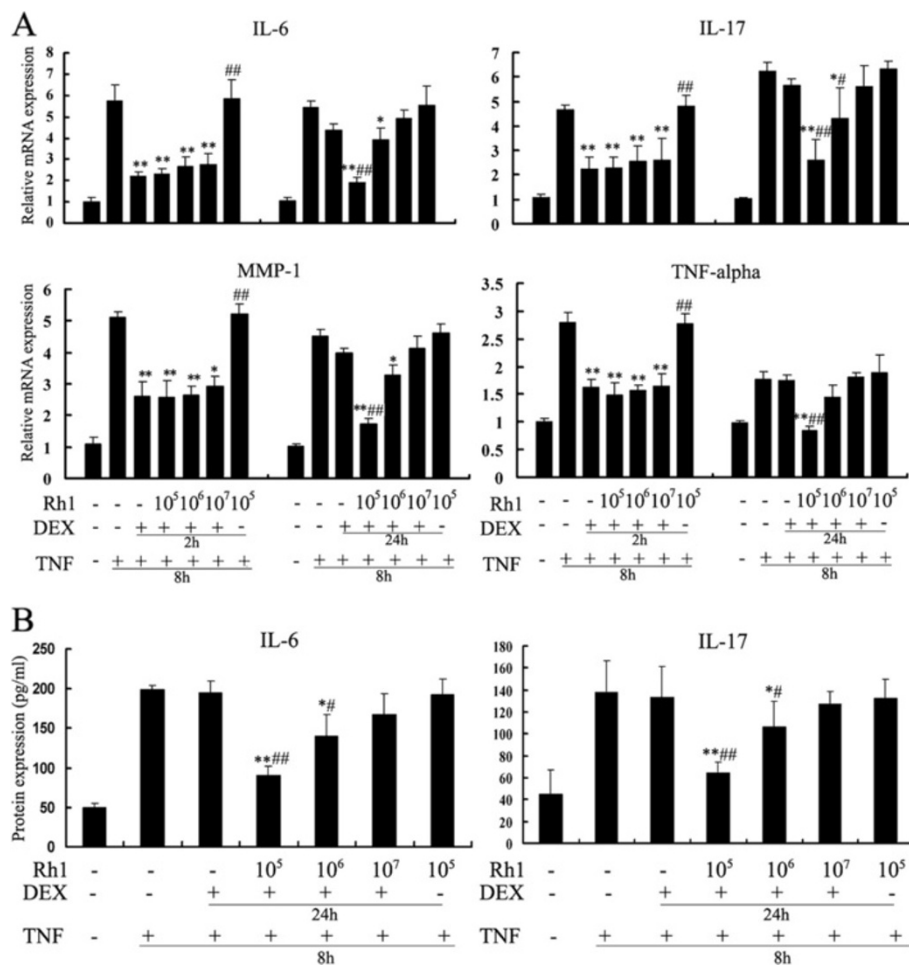 A
IL-6
IL-17
Relative mRNA expression
8
7
6
5
4
3
2
1
0
** ** ** ** ## **## *
7
6
5
4
3
2
1
0
** ** ** ** ## **## *#
MMP-1
TNF-alpha
Relative mRNA expression
6
5
4
3
2
1
0
** ** ** * ## **## *
3.5
3
2.5
2
1.5
1
0.5
0
** ** ** ** ## **##
Rh1 - - - 10⁵ 10⁶ 10⁷ 10⁵ - - - 10⁵ 10⁶ 10⁷ 10⁵
DEX - - + + + + - - - + + + + -
2h 24h
TNF - + + + + + + - + + + + + +
8h 8h
Rh1 - - - 10⁵ 10⁶ 10⁷ 10⁵ - - - 10⁵ 10⁶ 10⁷ 10⁵
DEX - - + + + + - - - + + + + -
2h 24h
TNF - + + + + + + - + + + + + +
8h 8h
B
IL-6
IL-17
Protein expression (pg/ml)
250
200
150
100
50
0
**## *#
180
160
140
120
100
80
60
40
20
0
**## *#
Rh1 - - - 10⁵ 10⁶ 10⁷ 10⁵
DEX - - + + + + -
24h
TNF - + + + + + +
8h
Rh1 - - - 10⁵ 10⁶ 10⁷ 10⁵
DEX - - + + + + -
24h
TNF - + + + + + +
8h